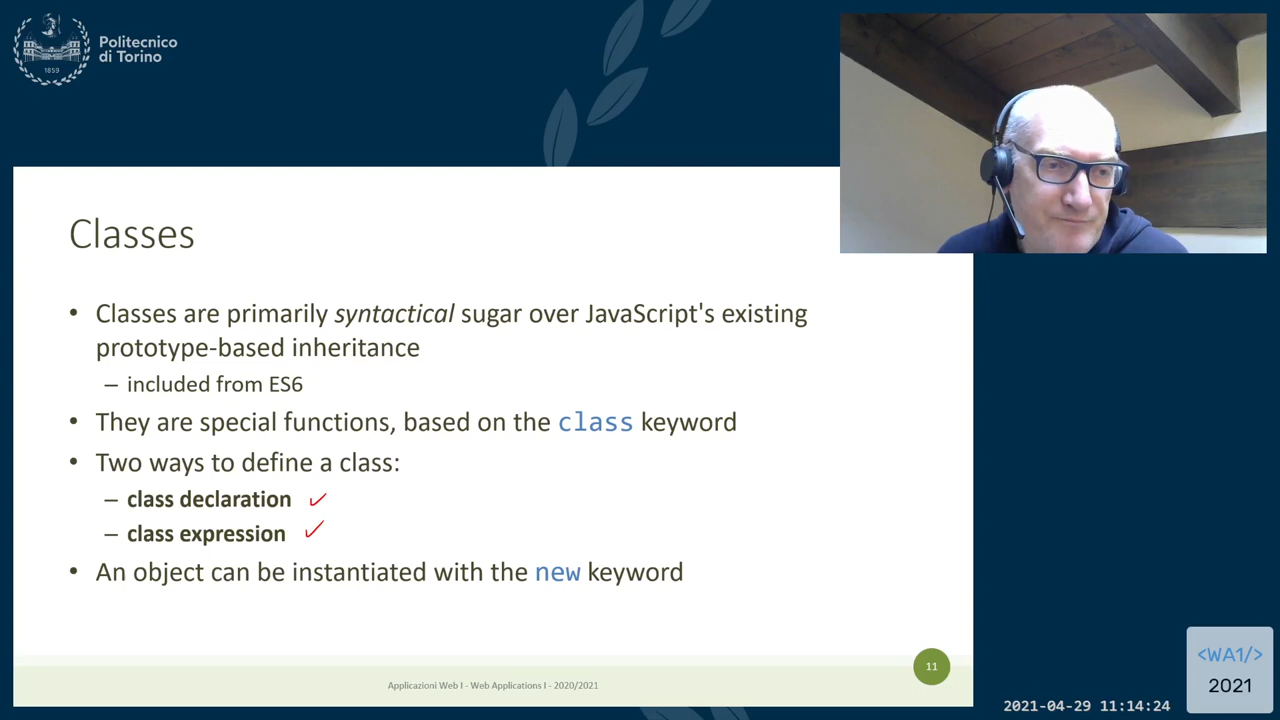 Politecnico
di Torino
1859
Classes
• Classes are primarily syntactical sugar over JavaScript's existing
prototype-based inheritance
– included from ES6
• They are special functions, based on the class keyword
• Two ways to define a class:
– class declaration ✓
– class expression ✓
• An object can be instantiated with the new keyword
11
Applicazioni Web I - Web Applications I - 2020/2021
<WA1/>
2021
2021-04-29 11:14:24